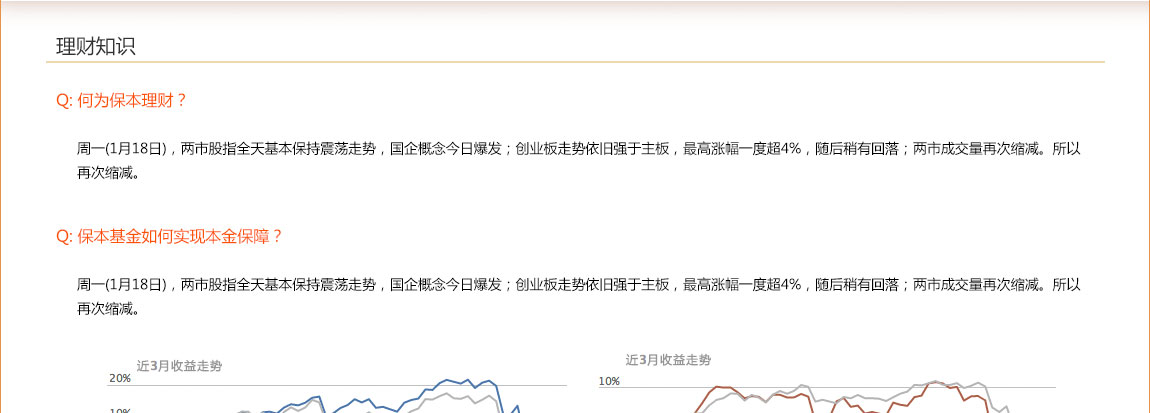 理财知识
Q: 何为保本理财？
周一(1月18日)，两市股指全天基本保持震荡走势，国企概念今日爆发；创业板走势依旧强于主板，最高涨幅一度超4%，随后稍有回落；两市成交量再次缩减。所以
再次缩减。
Q: 保本基金如何实现本金保障？
周一(1月18日)，两市股指全天基本保持震荡走势，国企概念今日爆发；创业板走势依旧强于主板，最高涨幅一度超4%，随后稍有回落；两市成交量再次缩减。所以
再次缩减。
近3月收益走势
20%
10%
近3月收益走势
10%